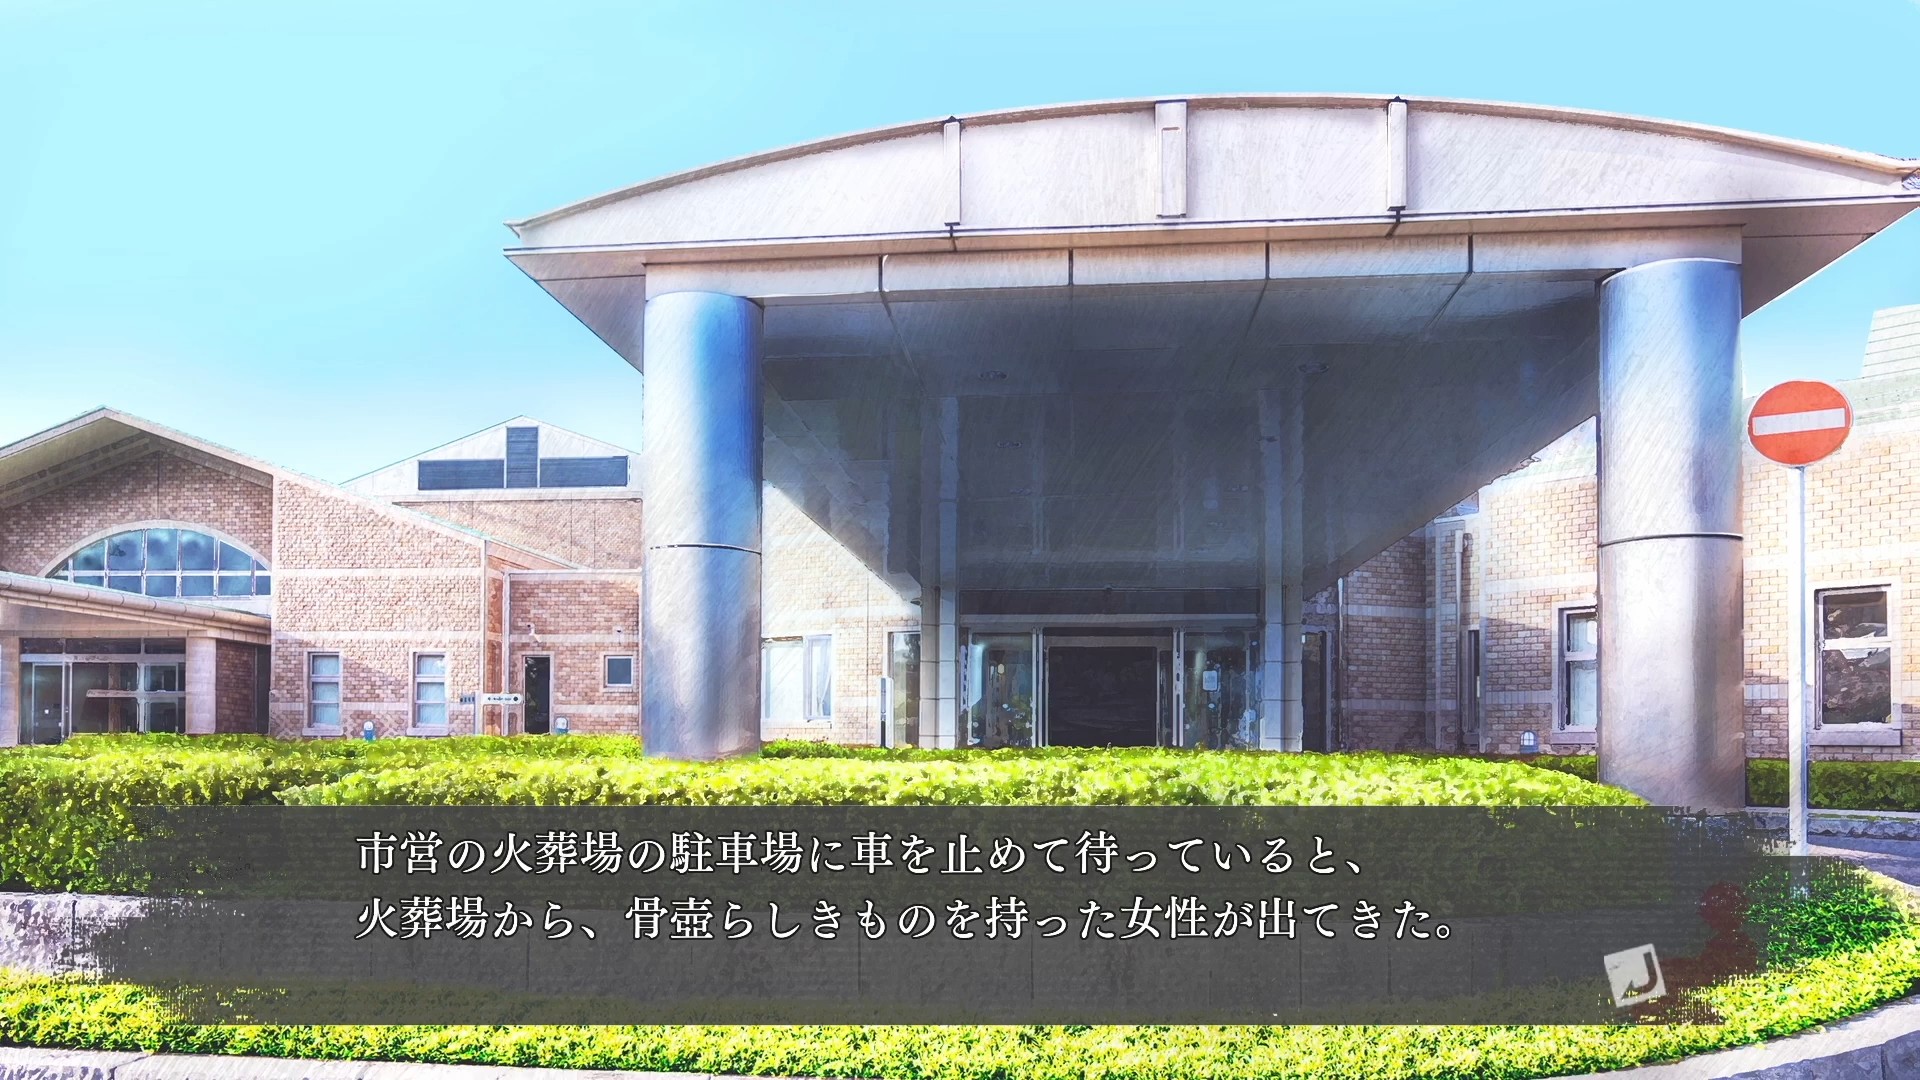 市営の火葬場の駐車場に車を止めて待っていると、
火葬場から、骨壺らしきものを持った女性が出てきた。